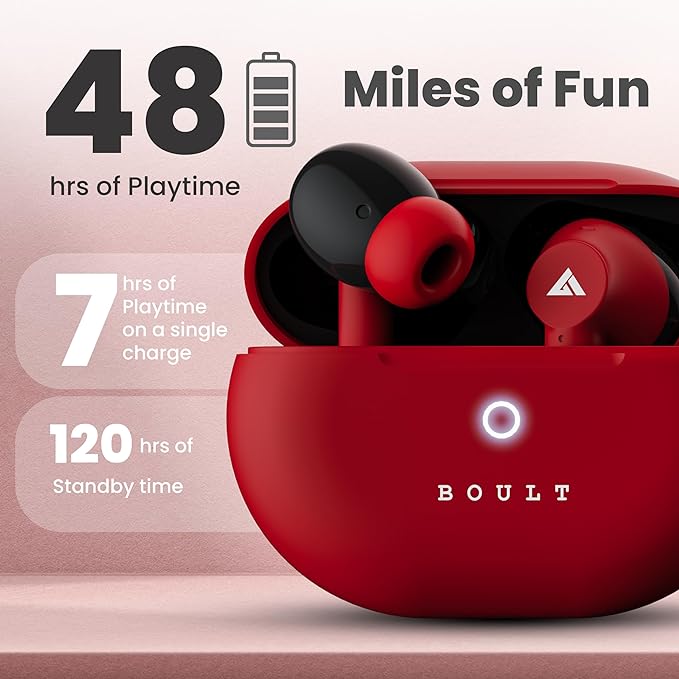 48
hrs of Playtime
Miles of Fun
7
hrs of
Playtime
on a single
charge
120 hrs of
Standby time
BOULT